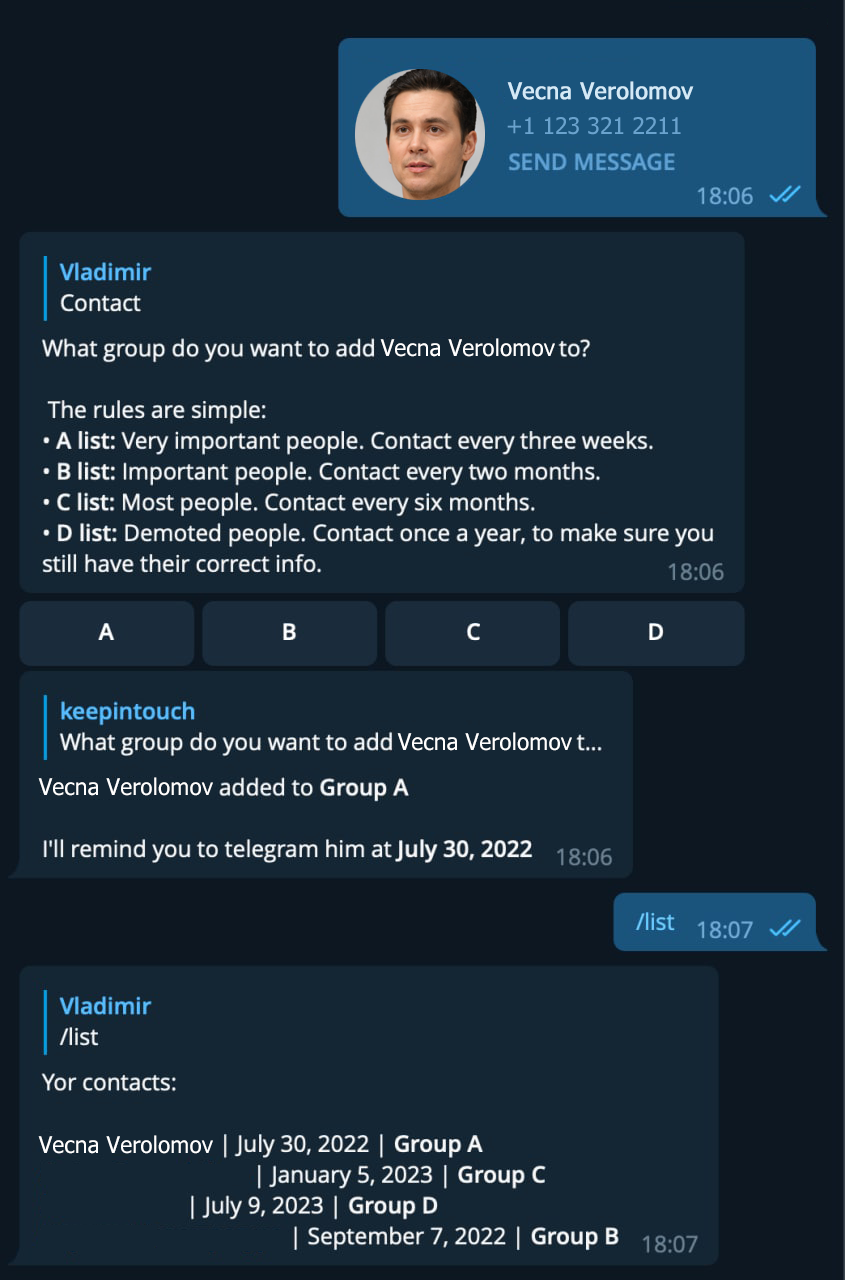 Vecna Verolomov
+1 123 321 2211
SEND MESSAGE
18:06
Vladimir
Contact
What group do you want to add Vecna Verolomov to?
The rules are simple:
• A list: Very important people. Contact every three weeks.
• B list: Important people. Contact every two months.
• C list: Most people. Contact every six months.
• D list: Demoted people. Contact once a year, to make sure you
still have their correct info.
18:06
A B C D
keepintouch
What group do you want to add Vecna Verolomov t...
Vecna Verolomov added to Group A
I'll remind you to telegram him at July 30, 2022 18:06
/list 18:07
Vladimir
/list
Yor contacts:
Vecna Verolomov | July 30, 2022 | Group A
| January 5, 2023 | Group C
| July 9, 2023 | Group D
| September 7, 2022 | Group B 18:07